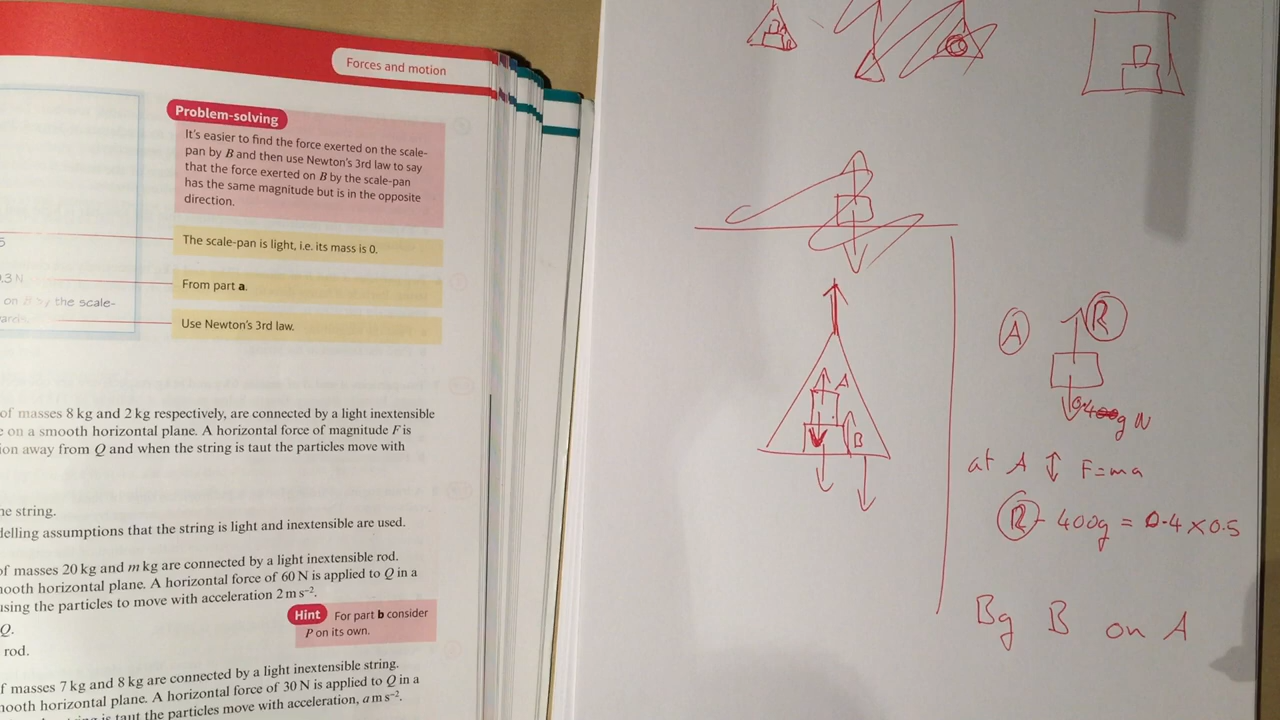 Forces and motion
Problem-solving
It's easier to find the force exerted on the scale-
pan by B and then use Newton's 3rd law to say
that the force exerted on B by the scale-pan
has the same magnitude but is in the opposite
direction.
The scale-pan is light, i.e. its mass is 0.
.3 N
From part a.
on B by the scale-
Use Newton's 3rd law.
of masses 8 kg and 2 kg respectively, are connected by a light inextensible
on a smooth horizontal plane. A horizontal force of magnitude F is
ion away from Q and when the string is taut the particles move with
he string.
delling assumptions that the string is light and inextensible are used.
of masses 20 kg and m kg are connected by a light inextensible rod.
nooth horizontal plane. A horizontal force of 60 N is applied to Q in a
using the particles to move with acceleration 2 m s⁻².
Q.
rod.
Hint For part b consider
P on its own.
f masses 7 kg and 8 kg are connected by a light inextensible string.
nooth horizontal plane. A horizontal force of 30 N is applied to Q in a
is taut the particles move with acceleration, a m s⁻².
A
B
A
R
g N
at A ↕ F=ma
R - 400g = 0.4 × 0.5
By B on A